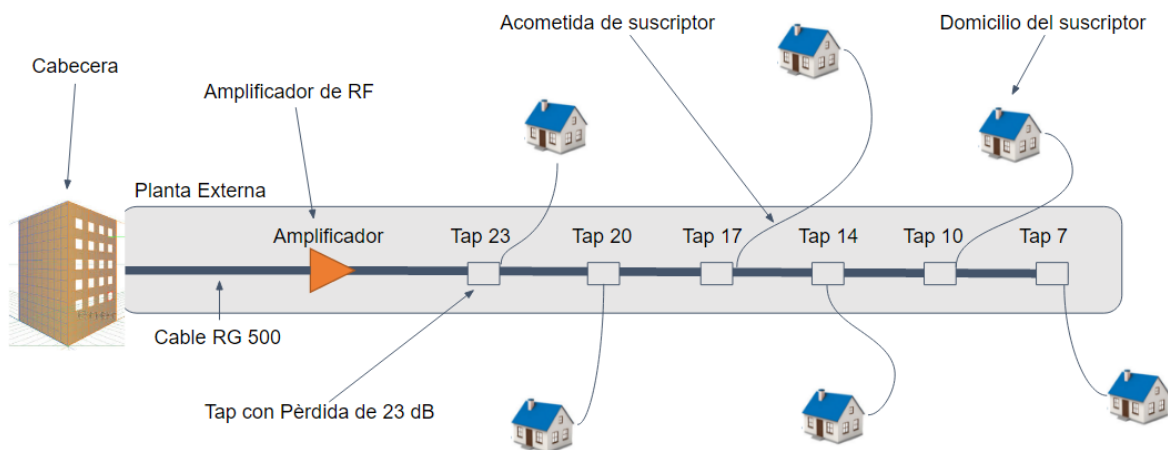 Acometida de suscriptor
Domicilio del suscriptor
Cabecera
Amplificador de RF
Planta Externa
Amplificador
Tap 23
Tap 20
Tap 17
Tap 14
Tap 10
Tap 7
Cable RG 500
Tap con Pèrdida de 23 dB